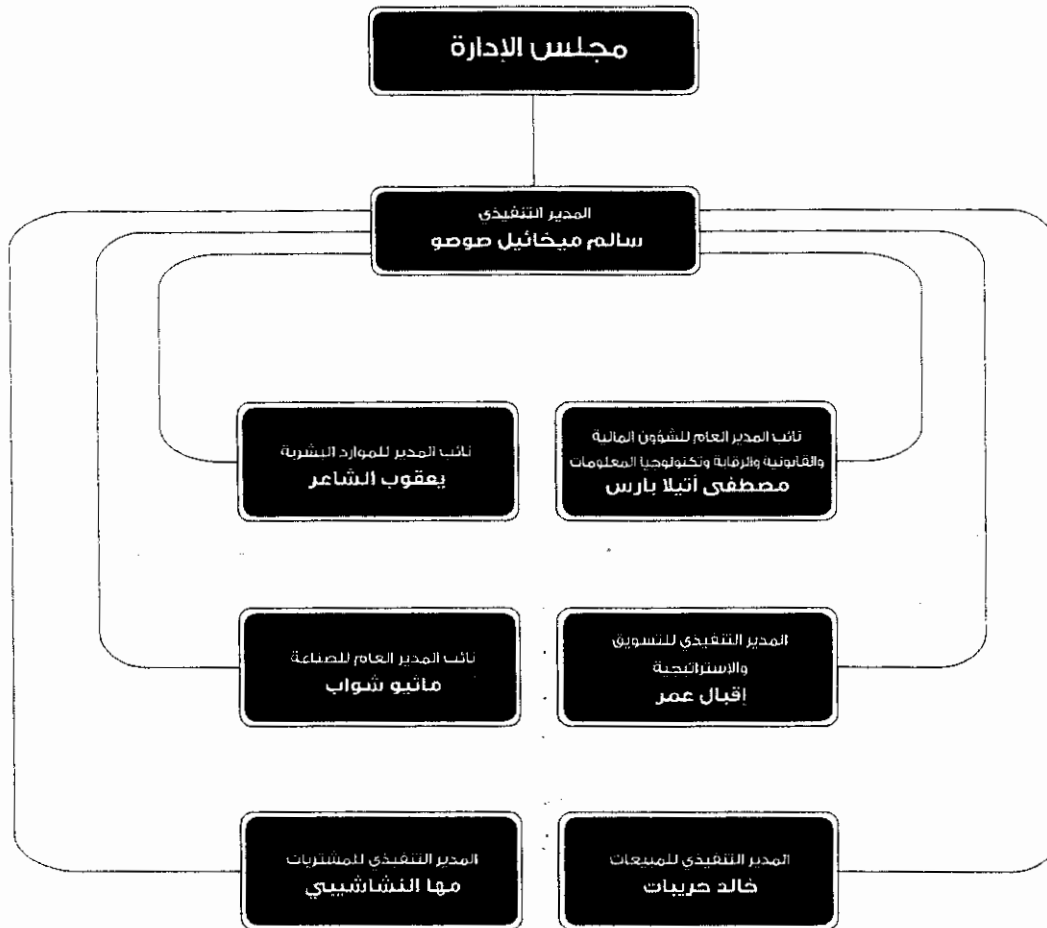 مجلس الإدارة
المدير التنفيذي
سالم ميخائيل صوصو
نائب المدير العام للشؤون المالية
والقانونية والرقابة وتكنولوجيا المعلومات
مصطفى أتيلا بارس
نائب المدير للموارد البشرية
يعقوب الشاعر
المدير التنفيذي للتسويق
والإستراتيجية
إقبال عمر
نائب المدير العام للصناعة
ماثيو شواب
المدير التنفيذي للمبيعات
خالد حريبات
المدير التنفيذي للمشتريات
مها النشاشيبي